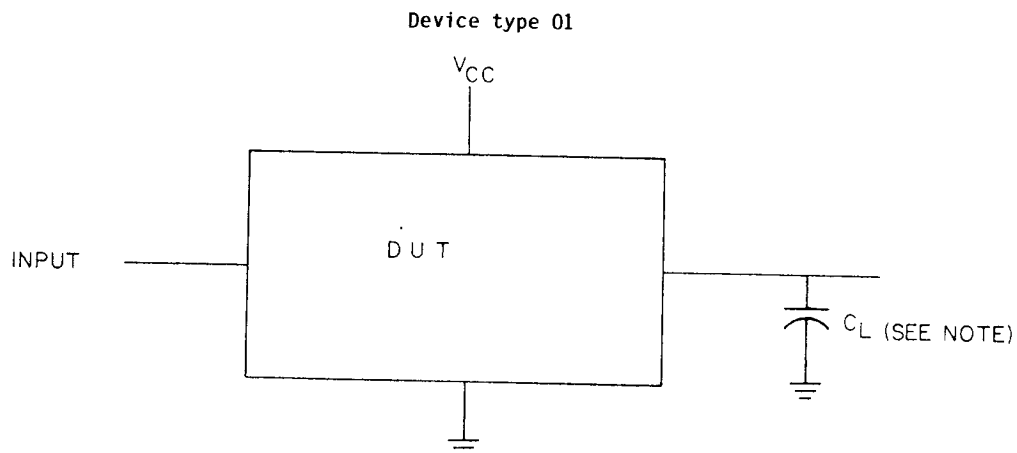 Device type 01
VCC
INPUT
DUT
CL (SEE NOTE)